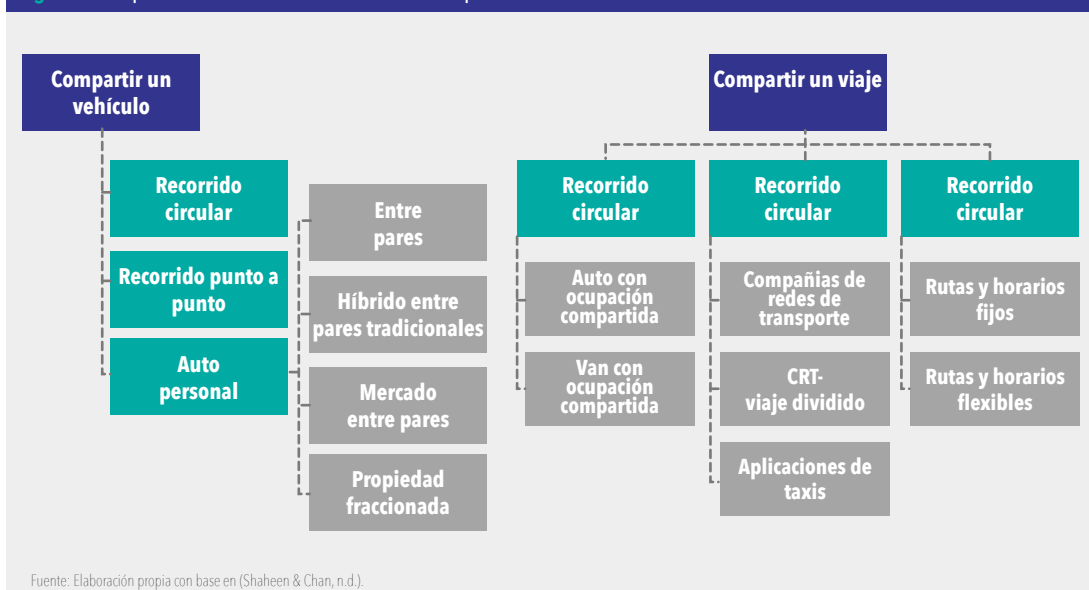 Compartir un
vehículo
Recorrido
circular
Recorrido punto a
punto
Auto
personal
Entre
pares
Híbrido entre
pares tradicionales
Mercado
entre pares
Propiedad
fraccionada
Compartir un viaje
Recorrido
circular
Auto con
ocupación
compartida
Van con
ocupación
compartida
Recorrido
circular
Compañias de
redes de
transporte
CRT-
viaje dividido
Aplicaciones de
taxis
Recorrido
circular
Rutas y horarios
fijos
Rutas y horarios
flexibles
Fuente: Elaboración propia con base en (Shaheen & Chan, n.d.).